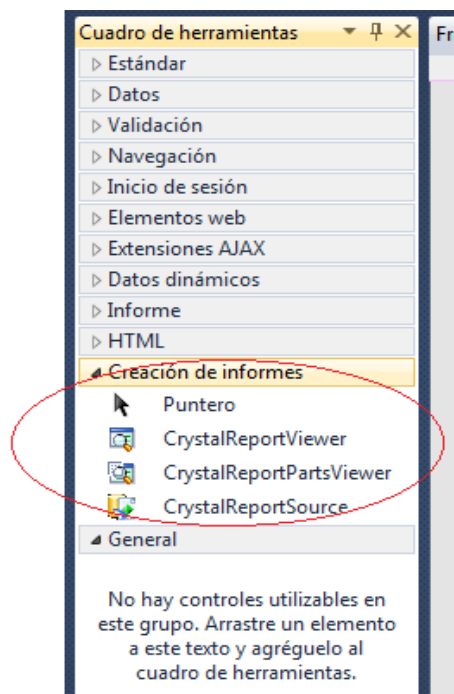 Cuadro de herramientas
Fr
Estándar
Datos
Validación
Navegación
Inicio de sesión
Elementos web
Extensiones AJAX
Datos dinámicos
Informe
HTML
Creación de informes
Puntero
CrystalReportViewer
CrystalReportPartsViewer
CrystalReportSource
General
No hay controles utilizables en
este grupo. Arrastre un elemento
a este texto y agréguelo al
cuadro de herramientas.